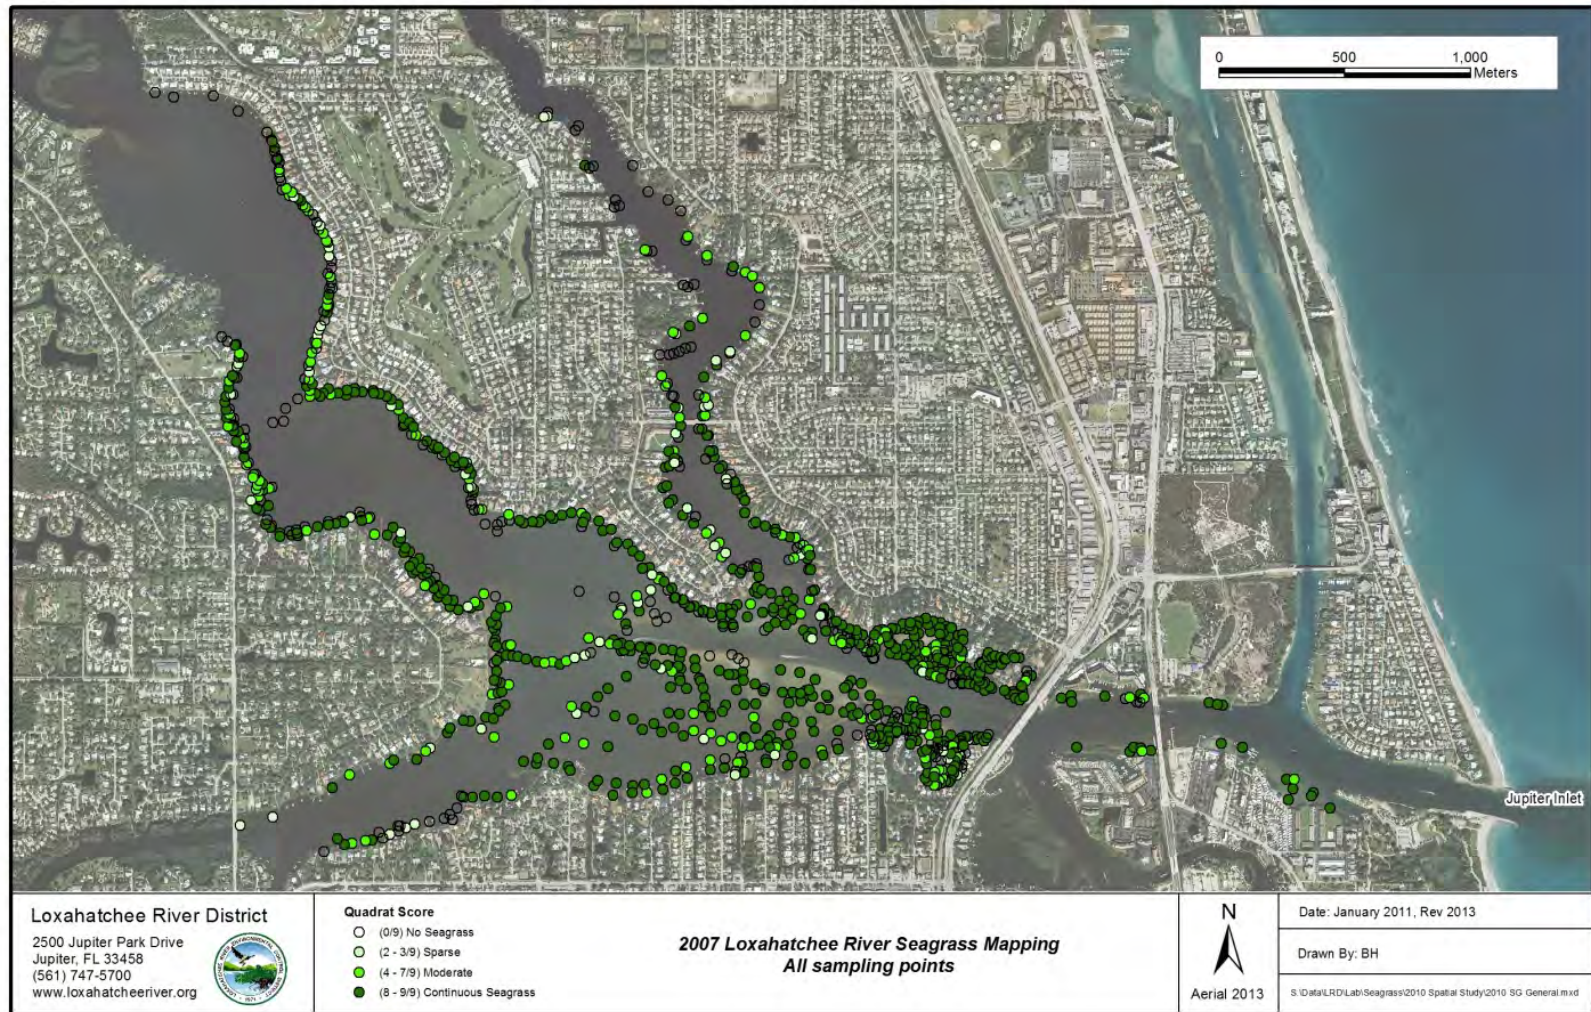 0 500 1,000
Meters
Jupiter Inlet
Loxahatchee River District
2500 Jupiter Park Drive
Jupiter, FL 33458
(561) 747-5700
www.loxahatcheeriver.org
Quadrat Score
(0/9) No Seagrass
(2 - 3/9) Sparse
(4 - 7/9) Moderate
(8 - 9/9) Continuous Seagrass
2007 Loxahatchee River Seagrass Mapping
All sampling points
N
Aerial 2013
Date: January 2011, Rev 2013
Drawn By: BH
S:\Data\LRD\Lab\Seagrass\2010 Spatial Study\2010 SG General.mxd